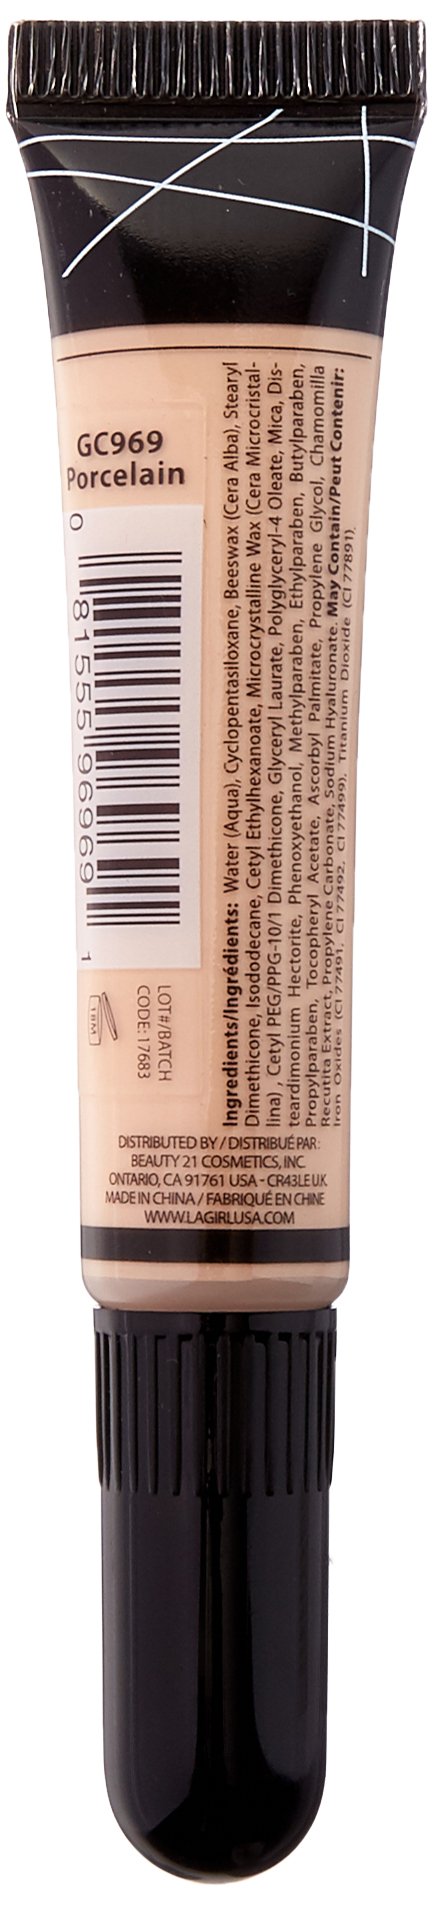 GC969
Porcelain
0 81555 96969 1
LOT#/BATCH
CODE: 17683
18M
Ingredients/Ingrédients: Water (Aqua), Cyclopentasiloxane, Beeswax (Cera Alba), Stearyl
Dimethicone, Isododecane, Cetyl Ethylhexanoate, Microcrystalline Wax (Cera Microcristal-
lina) , Cetyl PEG/PPG-10/1 Dimethicone, Glyceryl Laurate, Polyglyceryl-4 Oleate, Mica, Dis-
teardimonium Hectorite, Phenoxyethanol, Methylparaben, Ethylparaben, Butylparaben,
Propylparaben, Tocopheryl Acetate, Ascorbyl Palmitate, Propylene Glycol, Chamomilla
Recutita Extract, Propylene Carbonate, Sodium Hyaluronate. May Contain/Peut Contenir:
Iron Oxides (CI 77491, CI 77492, CI 77499), Titanium Dioxide (CI 77891).
DISTRIBUTED BY / DISTRIBUÉ PAR:
BEAUTY 21 COSMETICS, INC
ONTARIO, CA 91761 USA - CR43LE U.K
MADE IN CHINA / FABRIQUÉ EN CHINE
WWW.LAGIRLUSA.COM